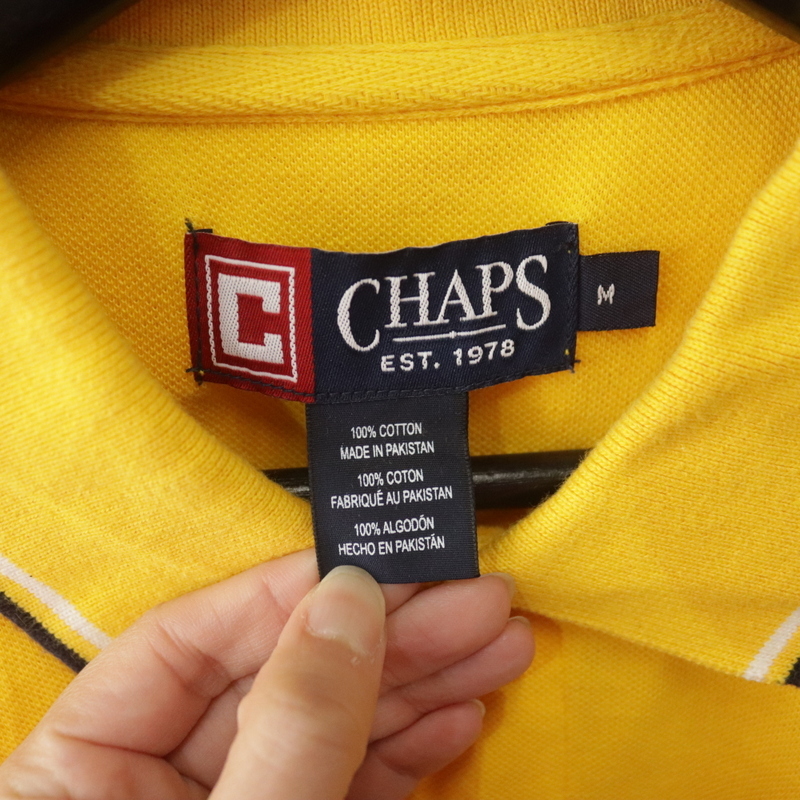 C
CHAPS
EST. 1978
M
100% COTTON
MADE IN PAKISTAN
100% COTON
FABRIQUÉ AU PAKISTAN
100% ALGODÓN
HECHO EN PAKISTÁN